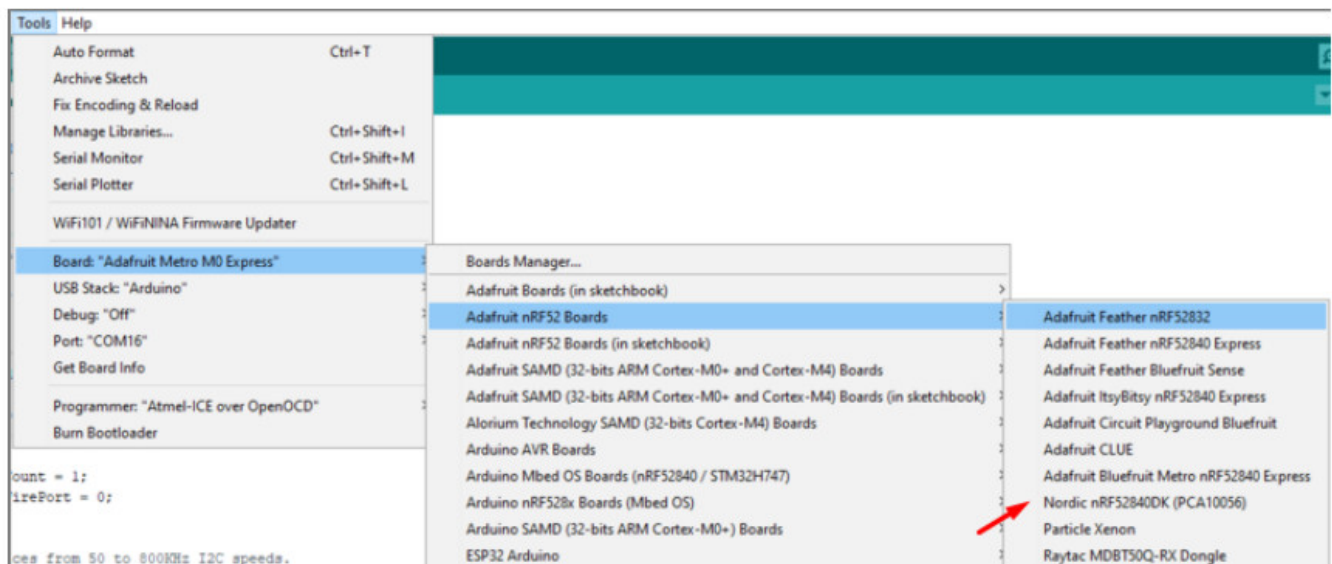 Tools Help
Auto Format Ctrl+T
Archive Sketch
Fix Encoding & Reload
Manage Libraries... Ctrl+Shift+I
Serial Monitor Ctrl+Shift+M
Serial Plotter Ctrl+Shift+L
WiFi101 / WiFiNINA Firmware Updater
Board: "Adafruit Metro M0 Express"
USB Stack: "Arduino"
Debug: "Off"
Port: "COM16"
Get Board Info
Programmer: "Atmel-ICE over OpenOCD"
Burn Bootloader
Boards Manager...
Adafruit Boards (in sketchbook)
Adafruit nRF52 Boards
Adafruit nRF52 Boards (in sketchbook)
Adafruit SAMD (32-bits ARM Cortex-M0+ and Cortex-M4) Boards
Adafruit SAMD (32-bits ARM Cortex-M0+ and Cortex-M4) Boards (in sketchbook)
Alorium Technology SAMD (32-bits Cortex-M4) Boards
Arduino AVR Boards
Arduino Mbed OS Boards (nRF52840 / STM32H747)
Arduino nRF528x Boards (Mbed OS)
Arduino SAMD (32-bits ARM Cortex-M0+) Boards
ESP32 Arduino
Adafruit Feather nRF52832
Adafruit Feather nRF52840 Express
Adafruit Feather Bluefruit Sense
Adafruit ItsyBitsy nRF52840 Express
Adafruit Circuit Playground Bluefruit
Adafruit CLUE
Adafruit Bluefruit Metro nRF52840 Express
Nordic nRF52840DK (PCA10056)
Particle Xenon
Raytac MDBT50Q-RX Dongle
ount = 1;
irePort = 0;
ces from 50 to 800KHz I2C speeds.